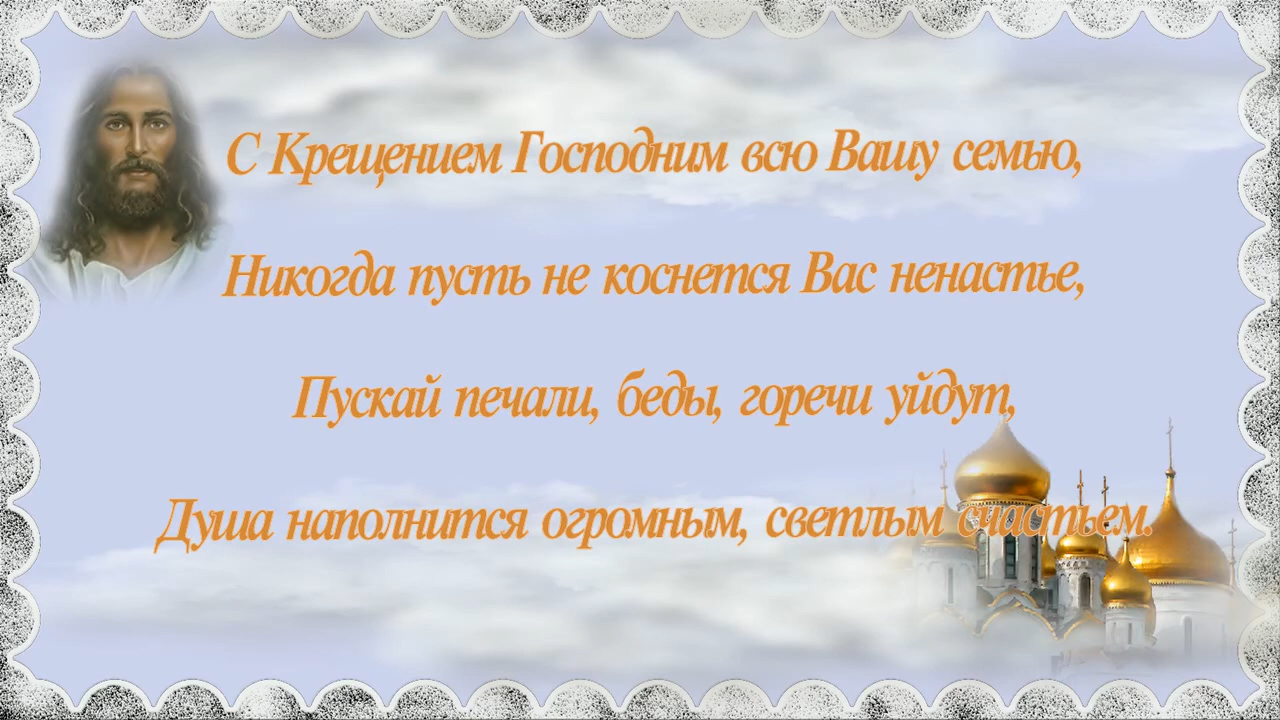 С Крещением Господним всю Вашу семью,
Никогда пусть не коснется Вас ненастье,
Пускай печали, беды, горечи уйдут,
Душа наполнится огромным, светлым счастьем.